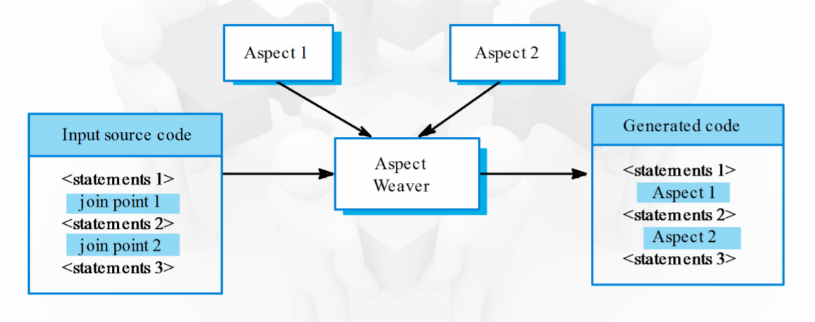 Aspect 1
Aspect 2
Input source code
<statements 1>
join point 1
<statements 2>
join point 2
<statements 3>
Aspect
Weaver
Generated code
<statements 1>
Aspect 1
<statements 2>
Aspect 2
<statements 3>